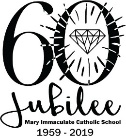 60
Jubilee
Mary Immaculate Catholic School
1959 - 2019